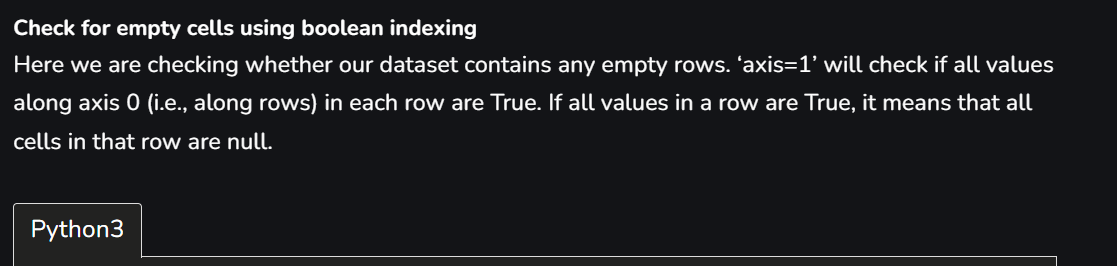 Check for empty cells using boolean indexing
Here we are checking whether our dataset contains any empty rows. ‘axis=1’ will check if all values
along axis 0 (i.e., along rows) in each row are True. If all values in a row are True, it means that all
cells in that row are null.
Python3